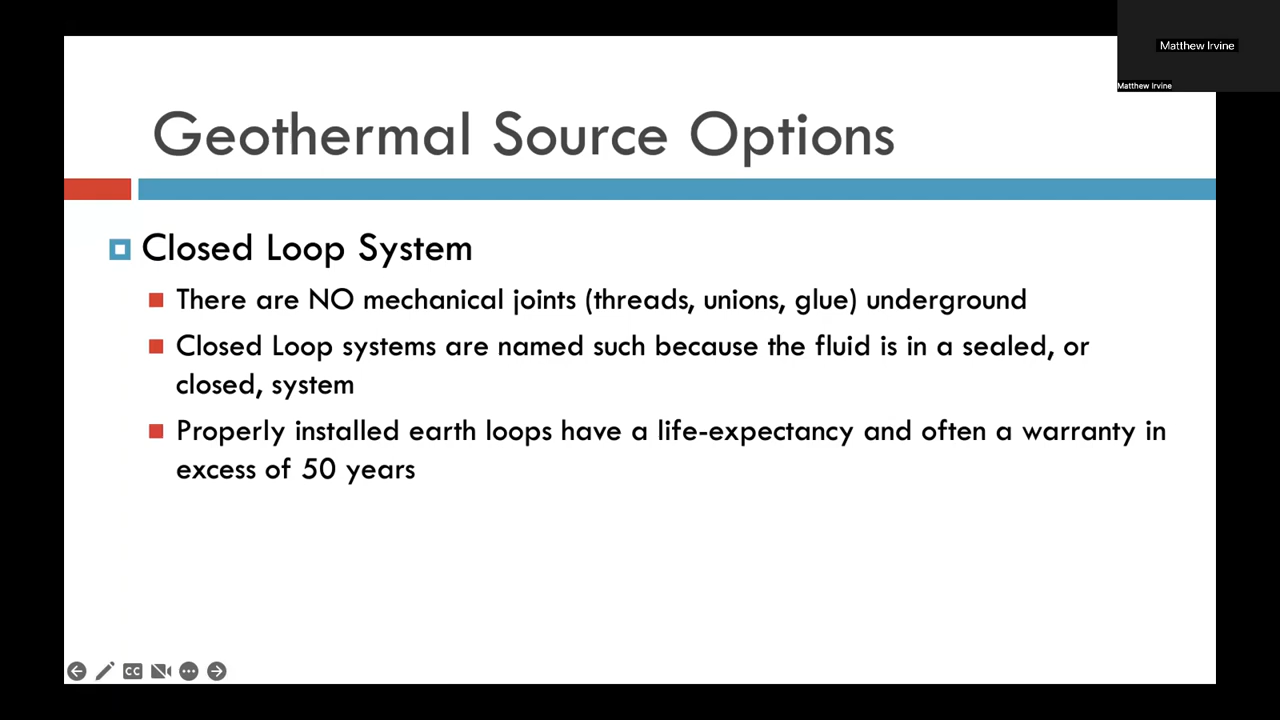 Matthew Irvine
Matthew Irvine
Geothermal Source Options
Closed Loop System
There are NO mechanical joints (threads, unions, glue) underground
Closed Loop systems are named such because the fluid is in a sealed, or
closed, system
Properly installed earth loops have a life-expectancy and often a warranty in
excess of 50 years
CC